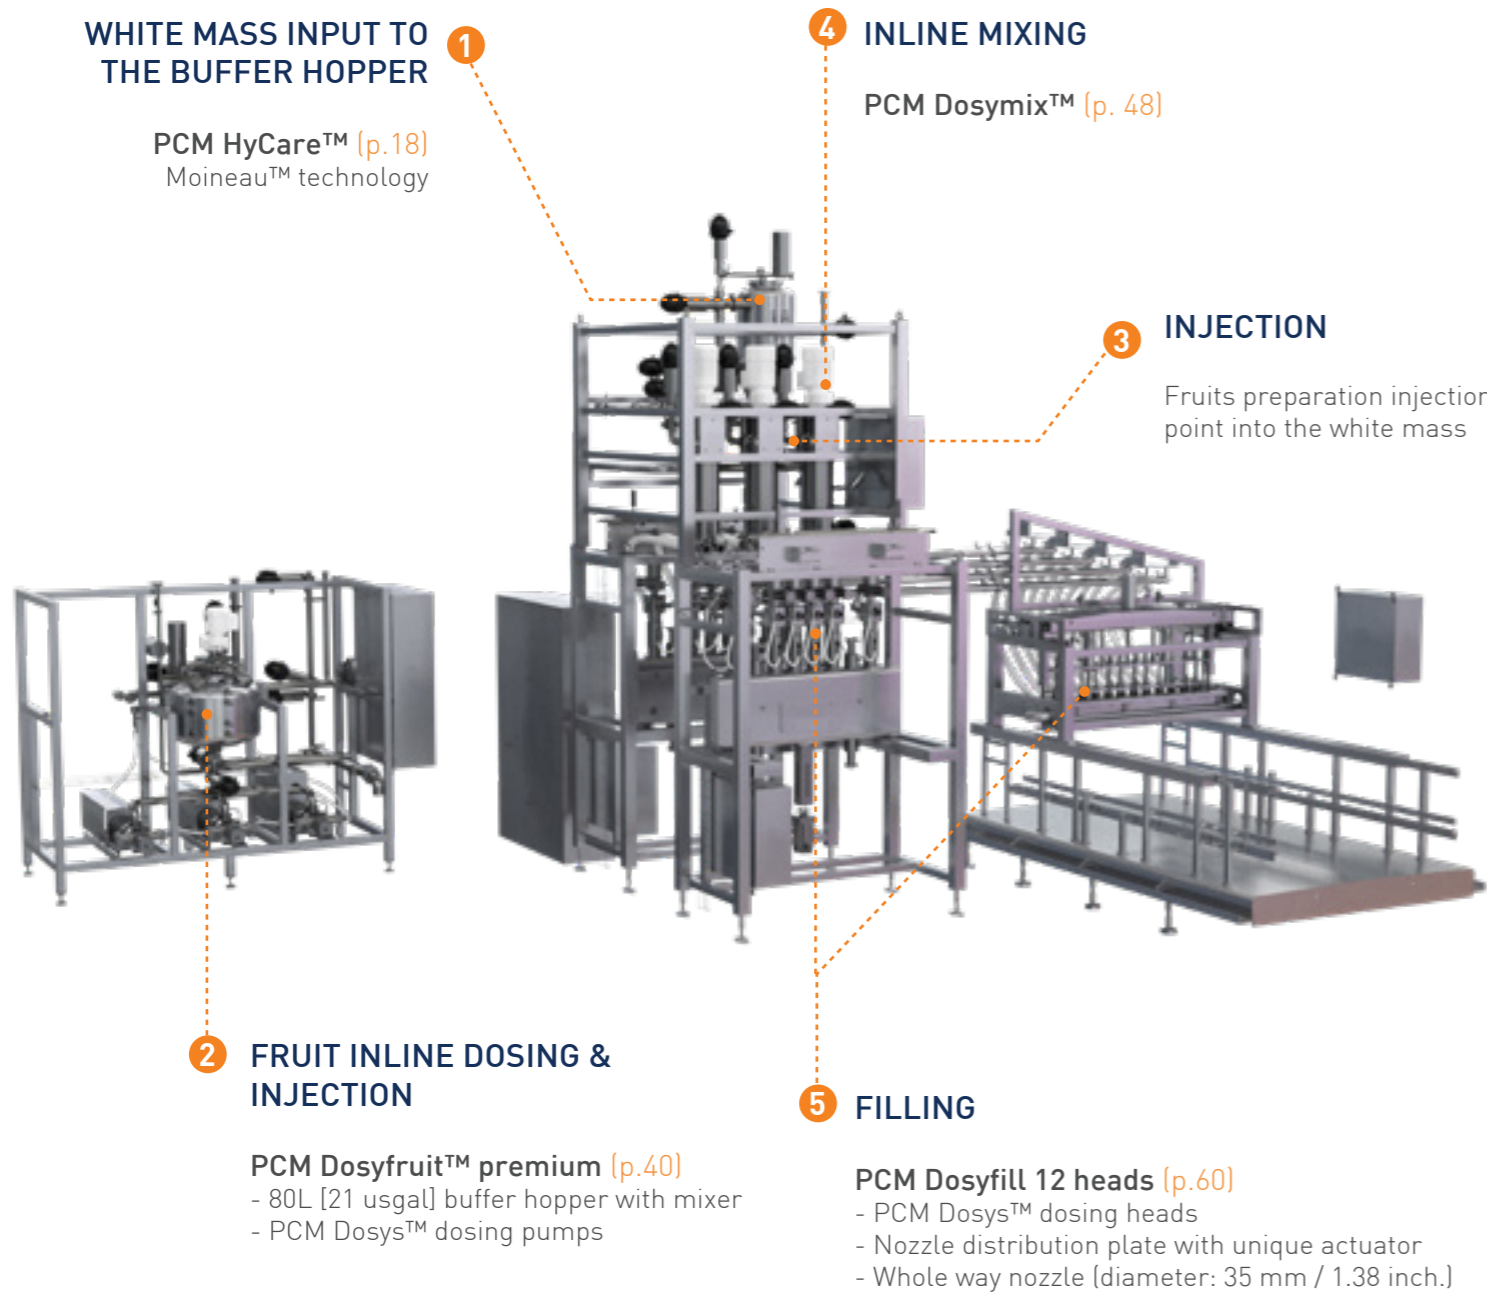 1
WHITE MASS INPUT TO
THE BUFFER HOPPER
PCM HyCare™ (p.18)
Moineau™ technology
4
INLINE MIXING
PCM Dosymix™ (p. 48)
3
INJECTION
Fruits preparation injection
point into the white mass
2
FRUIT INLINE DOSING &
INJECTION
PCM Dosyfruit™ premium (p.40)
- 80L [21 usgal] buffer hopper with mixer
- PCM Dosys™ dosing pumps
5
FILLING
PCM Dosyfill 12 heads (p.60)
- PCM Dosys™ dosing heads
- Nozzle distribution plate with unique actuator
- Whole way nozzle (diameter: 35 mm / 1.38 inch.)